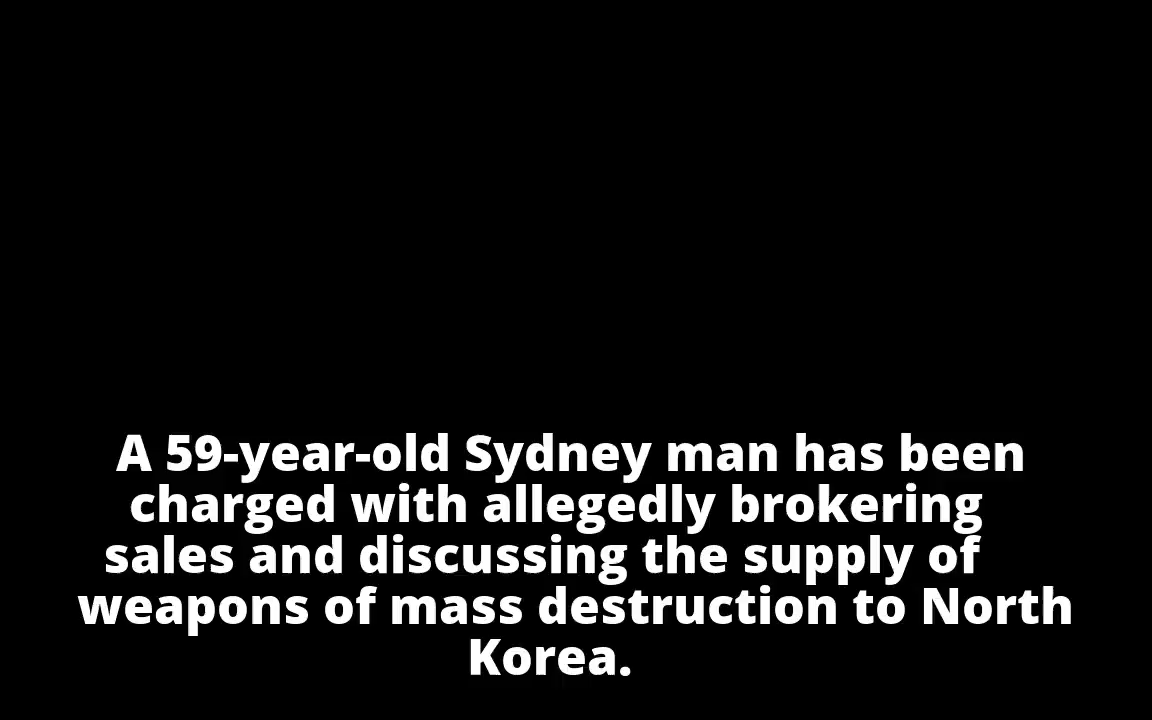 A 59-year-old Sydney man has been
charged with allegedly brokering
sales and discussing the supply of
weapons of mass destruction to North
Korea.